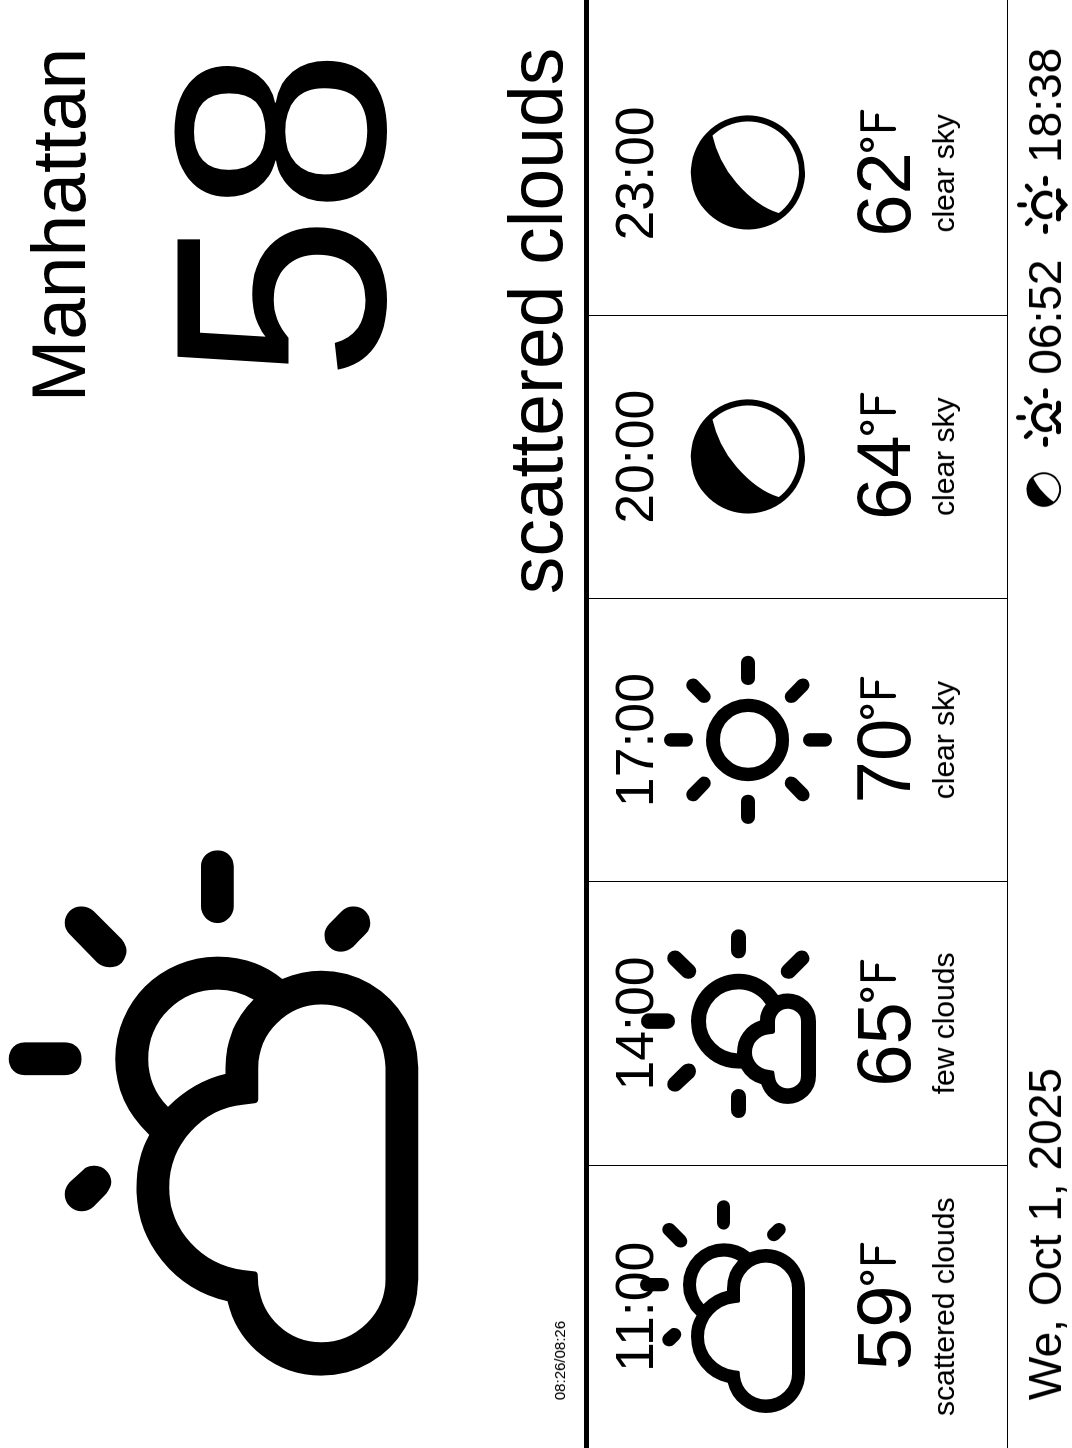 Manhattan
58
scattered clouds
08:26/08:26
11:00 14:00 17:00 20:00 23:00
59°F 65°F 70°F 64°F 62°F
scattered clouds few clouds clear sky clear sky clear sky
We, Oct 1, 2025 06:52 18:38